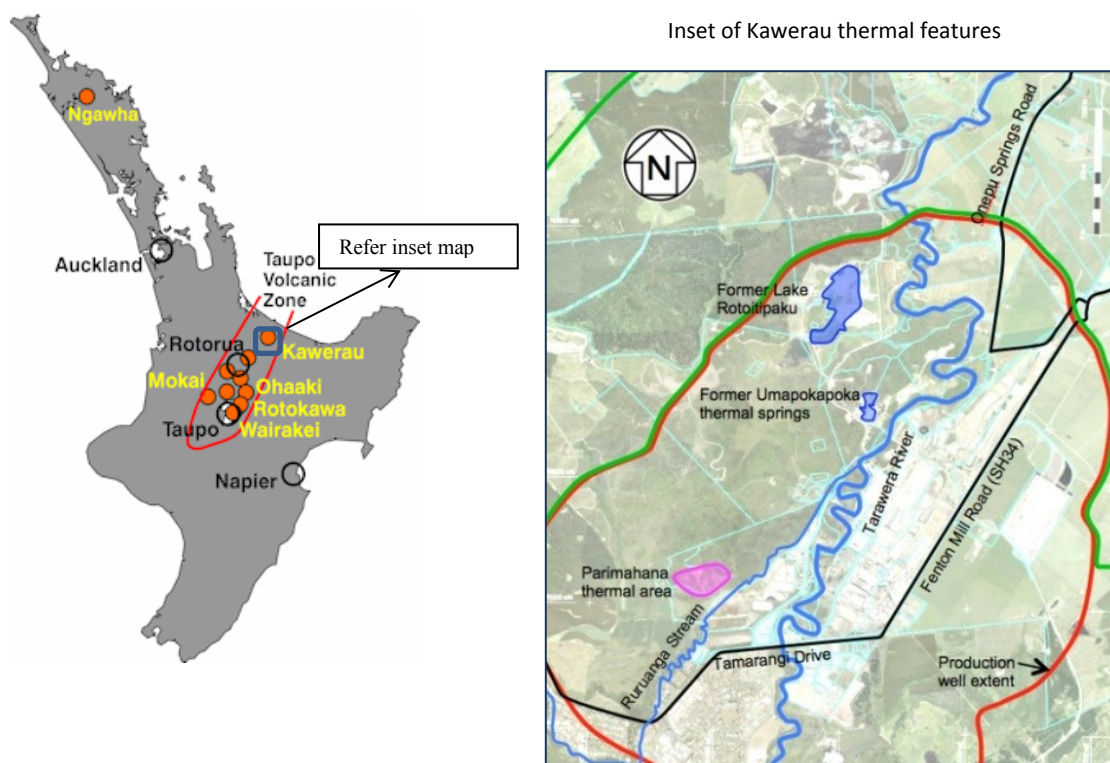 Inset of Kawerau thermal features
Ngawha
Auckland
Taupo
Volcanic
Zone
Refer inset map
Rotorua
Kawerau
Mokai
Ohaaki
Rotokawa
Taupo
Wairakei
Napier
N
Onepu Springs Road
Former Lake
Rotoitipaku
Former Umapokapoka
thermal springs
Tarawera River
Fenton Mill Road (SH34)
Parimahana
thermal area
Ruruanga Stream
Tamarangi Drive
Production
well extent